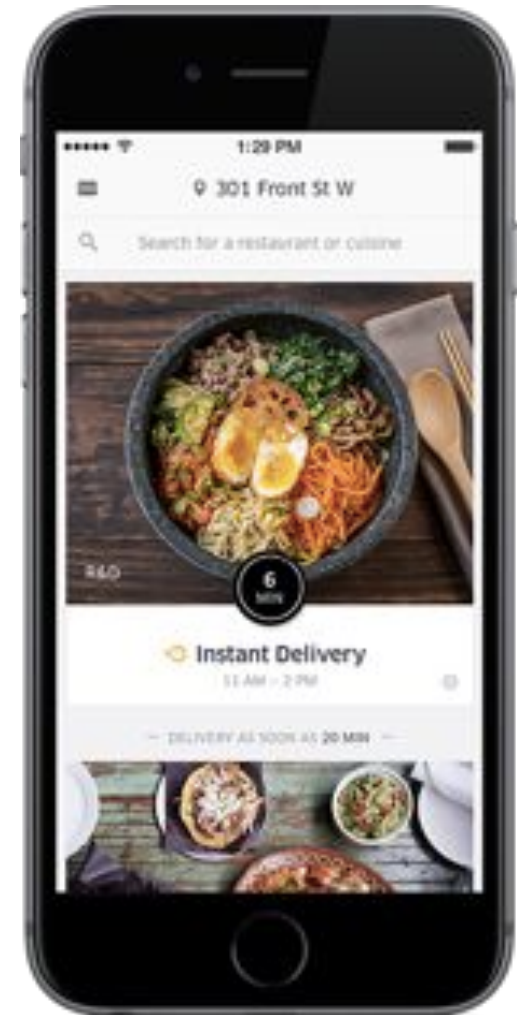 1:29 PM
301 Front St W
Search for a restaurant or cuisine
R&D
6
MIN
Instant Delivery
11 AM - 2 PM
— DELIVERY AS SOON AS 20 MIN —